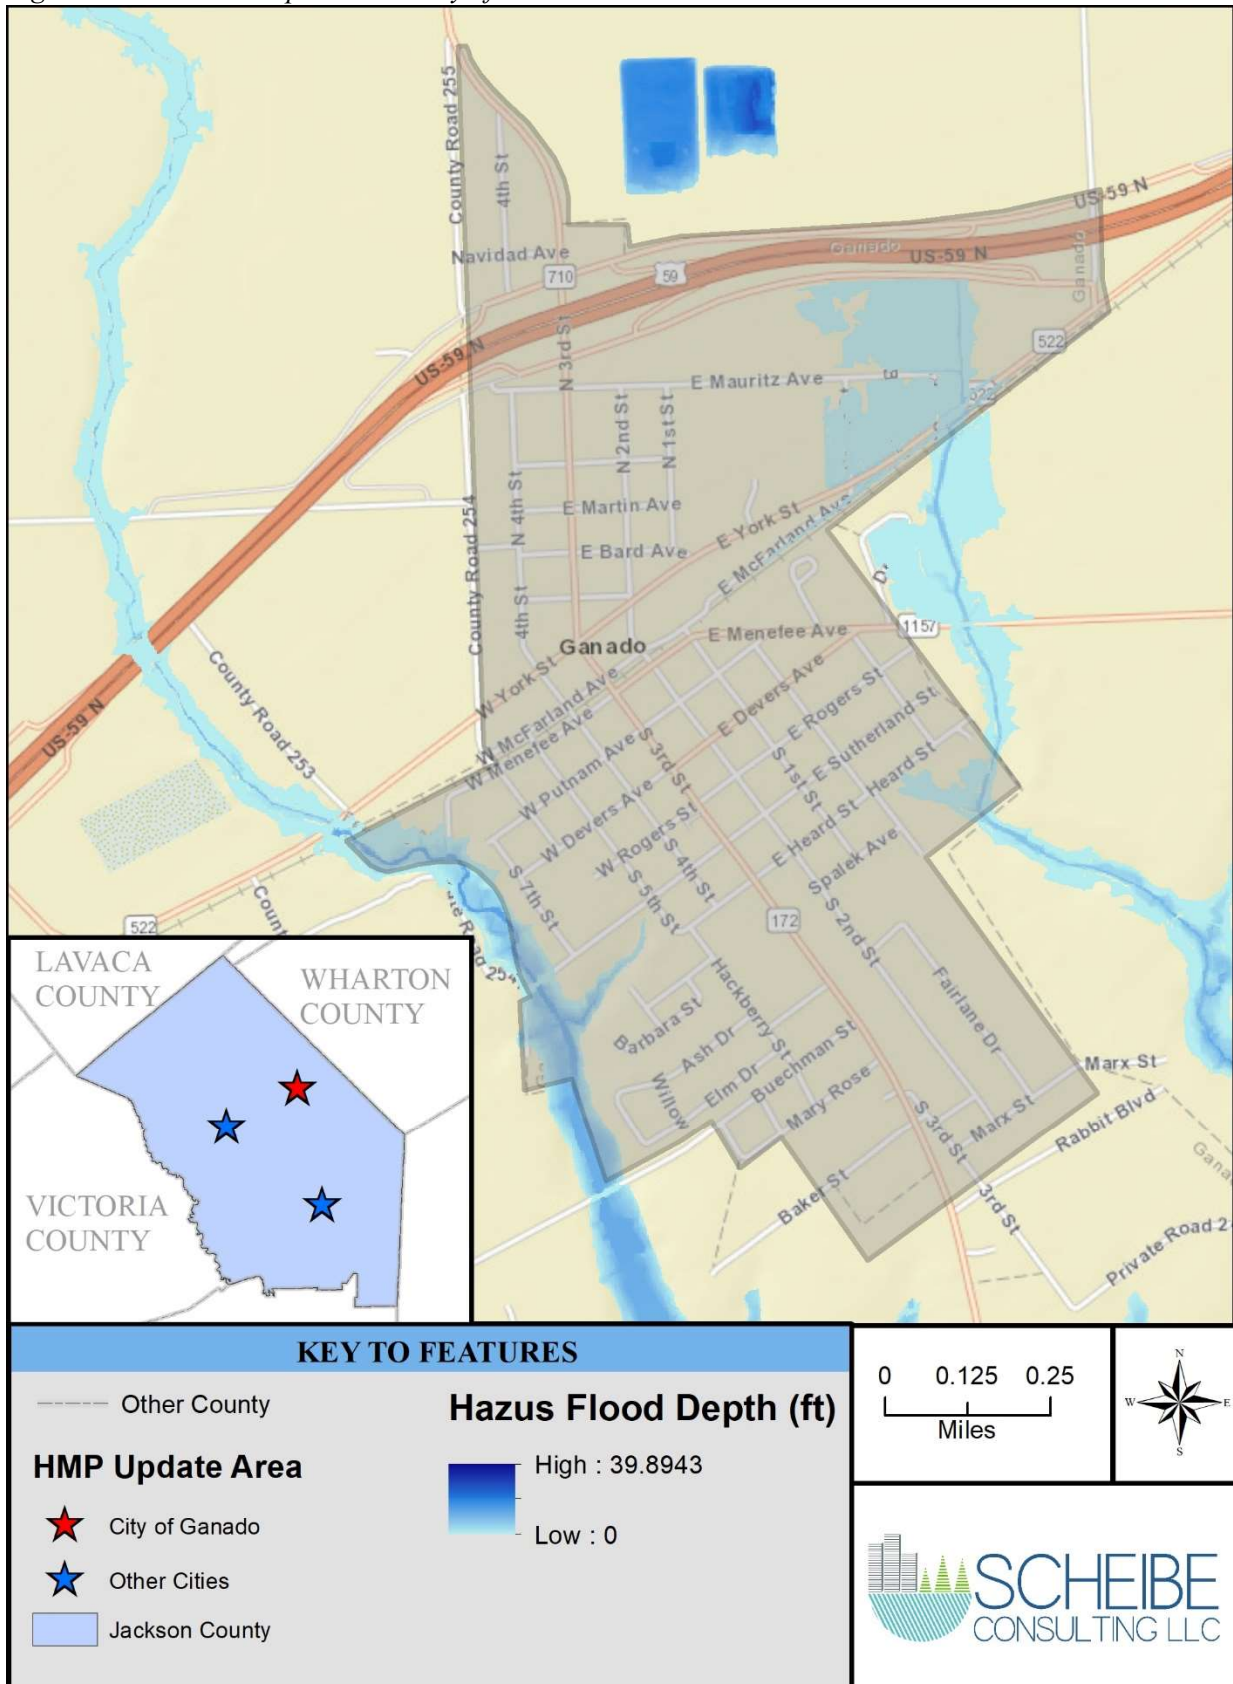 County Road 255
4th St
Navidad Ave
710
59
US-59 N
Ganado
US-59 N
Ganado
522
US-59 N
N 3rd St
E Mauritz Ave
522
N 2nd St
N 1st St
N 4th St
E Martin Ave
E York St
E McFarland Ave
County Road 254
E Bard Ave
4th St
Ganado
E Menefee Ave
1157
County Road 253
US-59 N
W York St
W McFarland Ave
W Menefee Ave
E Devers Ave
E Rogers St
E Sutherland St
S 3rd St
S 1st St
W Putnam Ave
W Devers Ave
W Rogers St
Heard St
E Heard St
Spalek Ave
S 4th St
S 5th St
S 7th St
522
Count
172
S 2nd St
Hackberry St
Fairlane Dr
Barbara St
Ash Dr
Willow
Elm Dr
Buechman St
Mary Rose
Marx St
Marx St
Rabbit Blvd
S 3rd St
3rd St
Baker St
Private Road 2
LAVACA
COUNTY
WHARTON
COUNTY
VICTORIA
COUNTY
KEY TO FEATURES
Other County
HMP Update Area
City of Ganado
Other Cities
Jackson County
Hazus Flood Depth (ft)
High : 39.8943
Low : 0
0 0.125 0.25
Miles
N
W E
S
SCHEIBE
CONSULTING LLC